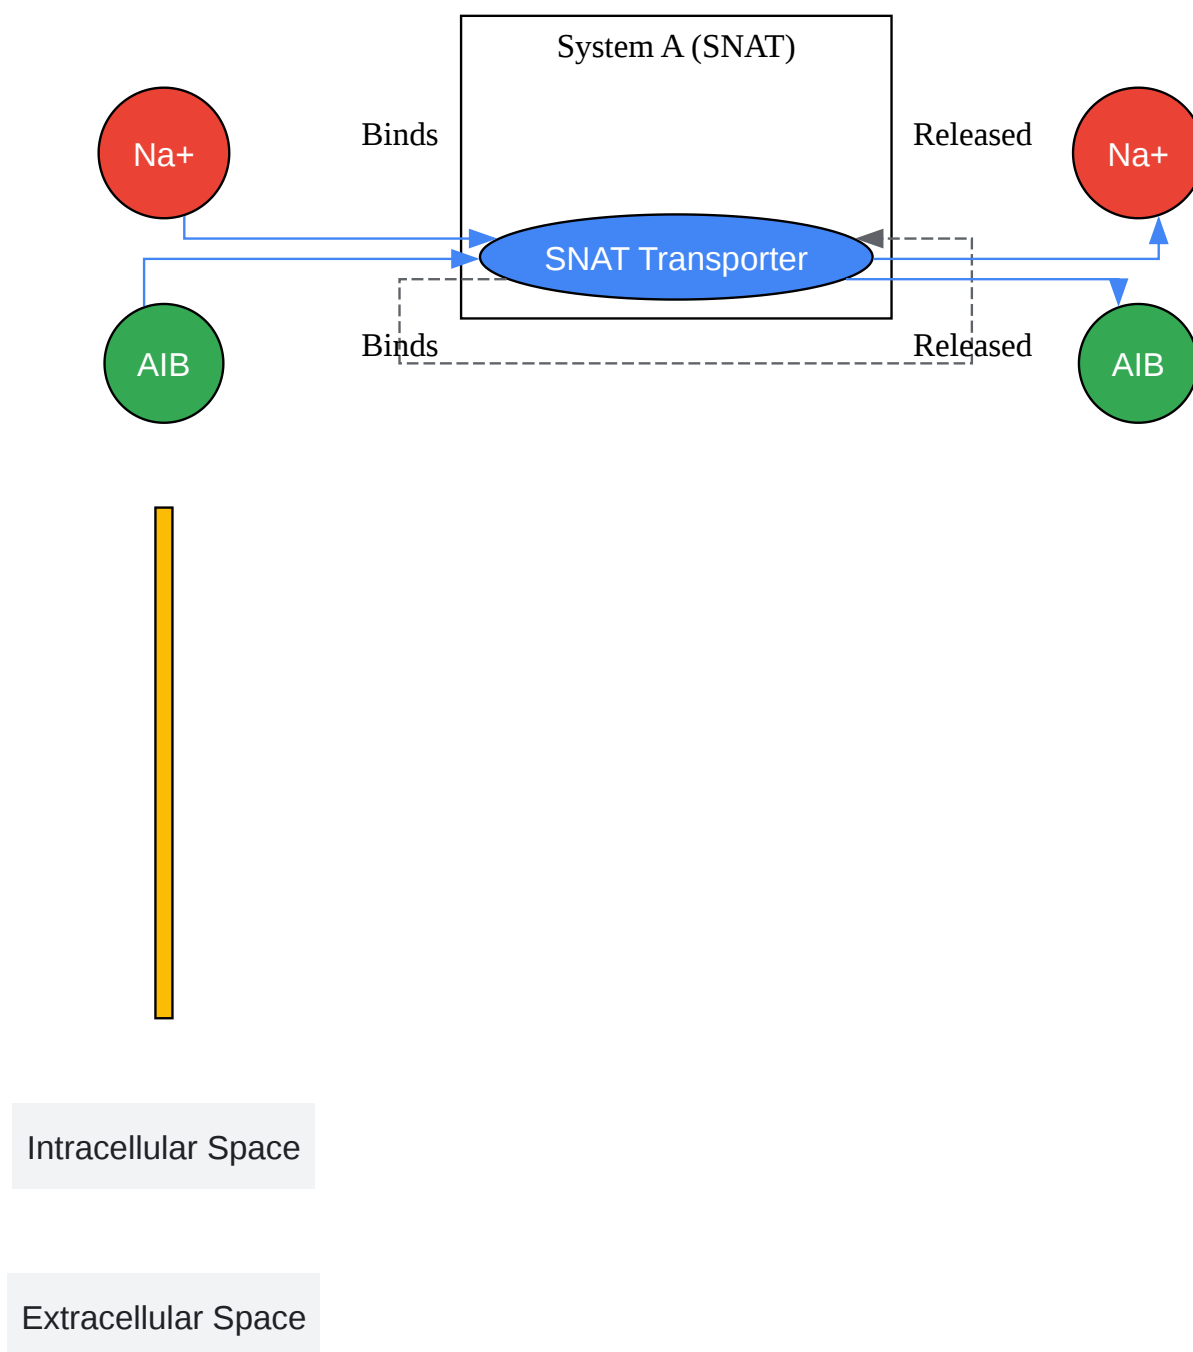 System A (SNAT)
Na+
Binds
Released
Na+
SNAT Transporter
AIB
Binds
Released
AIB
Intracellular Space
Extracellular Space